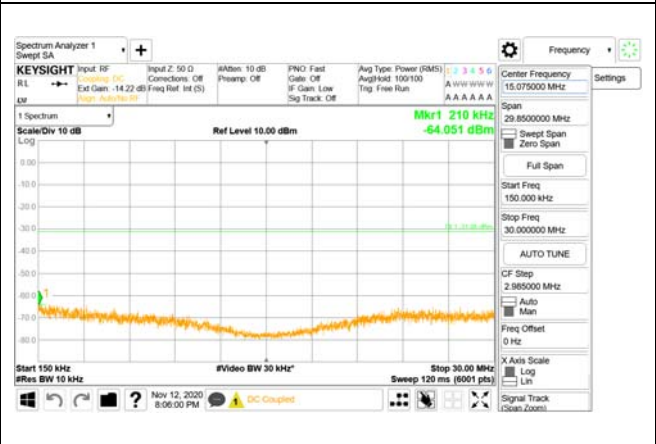 Spectrum Analyzer 1
Swept SA
Frequency
KEYSIGHT
Input: RF
Input Z: 50 Ω
#Atten: 10 dB
PNO: Fast
Avg Type: Power (RMS)
1 2 3 4 5 6
RL
Coupling: DC
Corrections: Off
Preamp: Off
Gate: Off
Avg|Hold: 100/100
A W W W W W
Ext Gain: -14.22 dB
Freq Ref: Int (S)
IF Gain: Low
Trig: Free Run
Align: Auto/No RF
Sig Track: Off
A A A A A A
1 Spectrum
Mkr1 210 kHz
Scale/Div 10 dB
Ref Level 10.00 dBm
-64.051 dBm
Log
0.00
-10.0
-20.0
-30.0
-40.0
-50.0
-60.0
1
-70.0
-80.0
Start 150 kHz
#Video BW 30 kHz*
Stop 30.00 MHz
#Res BW 10 kHz
Sweep 120 ms (6001 pts)
Nov 12, 2020
8:06:00 PM
1
DC Coupled
Center Frequency
15.075000 MHz
Settings
Span
29.8500000 MHz
Swept Span
Zero Span
Full Span
Start Freq
150.000 kHz
Stop Freq
30.000000 MHz
AUTO TUNE
CF Step
2.985000 MHz
Auto
Man
Freq Offset
0 Hz
X Axis Scale
Log
Lin
Signal Track
(Span Zoom)